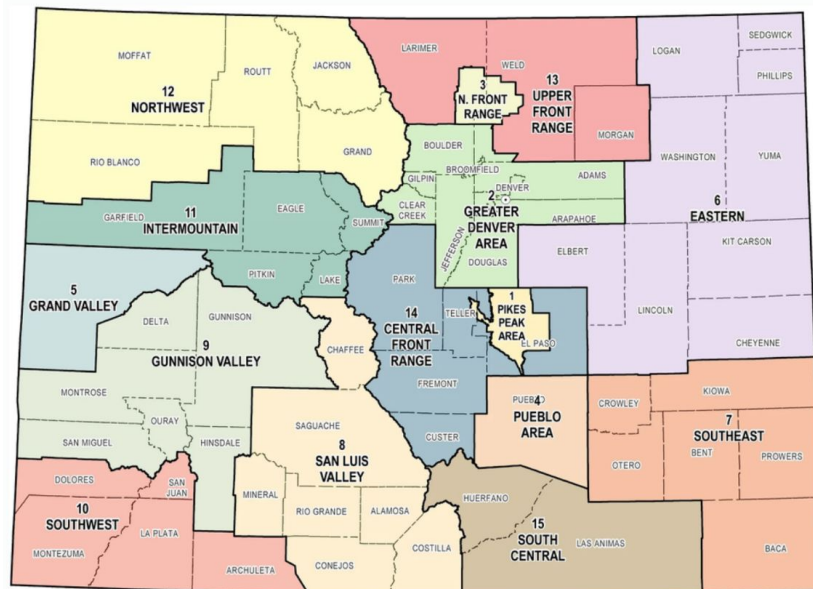 SEDGWICK
LOGAN
PHILLIPS
JACKSON
LARIMER
WELD
MOFFAT
ROUTT
12
NORTHWEST
3
N. FRONT
RANGE
13
UPPER
FRONT
RANGE
MORGAN
WASHINGTON
YUMA
RIO BLANCO
GRAND
BOULDER
BROOMFIELD
GILPIN
ADAMS
DENVER
CLEAR
CREEK
2
GREATER
DENVER
AREA
ARAPAHOE
JEFFERSON
DOUGLAS
6
EASTERN
GARFIELD
11
INTERMOUNTAIN
EAGLE
SUMMIT
ELBERT
KIT CARSON
PITKIN
LAKE
PARK
5
GRAND VALLEY
DELTA
GUNNISON
9
GUNNISON VALLEY
14
CENTRAL
FRONT
RANGE
TELLER
1
PIKES
PEAK
AREA
EL PASO
LINCOLN
CHEYENNE
CHAFFEE
FREMONT
MONTROSE
OURAY
SAN MIGUEL
HINSDALE
SAGUACHE
8
SAN LUIS
VALLEY
CUSTER
PUEBLO
4
PUEBLO
AREA
CROWLEY
KIOWA
7
SOUTHEAST
OTERO
BENT
PROWERS
DOLORES
SAN
JUAN
10
SOUTHWEST
MINERAL
RIO GRANDE
ALAMOSA
HUERFANO
15
SOUTH
CENTRAL
LAS ANIMAS
MONTEZUMA
LA PLATA
ARCHULETA
CONEJOS
COSTILLA
BACA